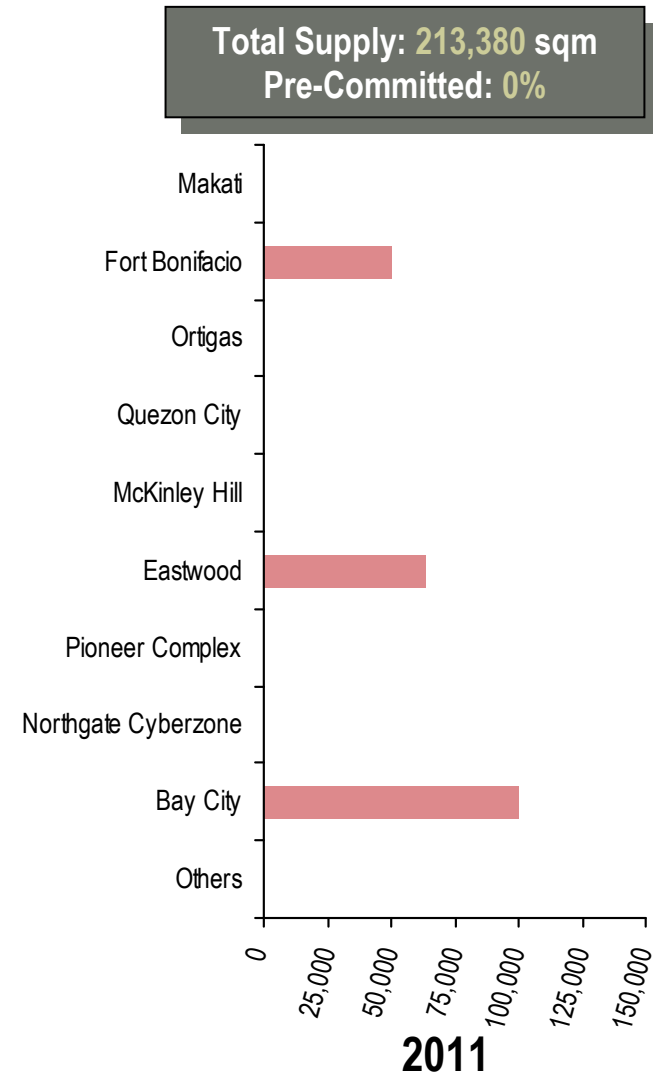 Total Supply: 213,380 sqm
Pre-Committed: 0%
Makati
Fort Bonifacio
Ortigas
Quezon City
McKinley Hill
Eastwood
Pioneer Complex
Northgate Cyberzone
Bay City
Others
0
25,000
50,000
75,000
100,000
125,000
150,000
2011